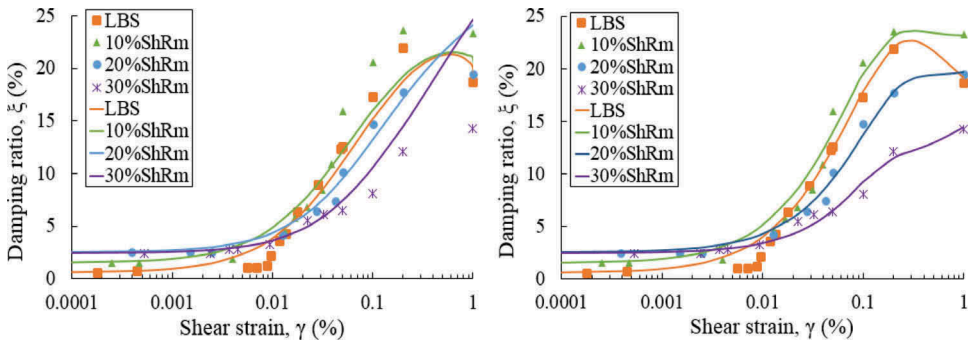 Damping ratio, ξ (%)
25
20
15
10
5
0
LBS
10%ShRm
20%ShRm
30%ShRm
LBS
10%ShRm
20%ShRm
30%ShRm
0.0001 0.001 0.01 0.1 1
Shear strain, γ (%)
Damping ratio, ξ (%)
25
20
15
10
5
0
LBS
10%ShRm
20%ShRm
30%ShRm
LBS
10%ShRm
20%ShRm
30%ShRm
0.0001 0.001 0.01 0.1 1
Shear strain, γ (%)